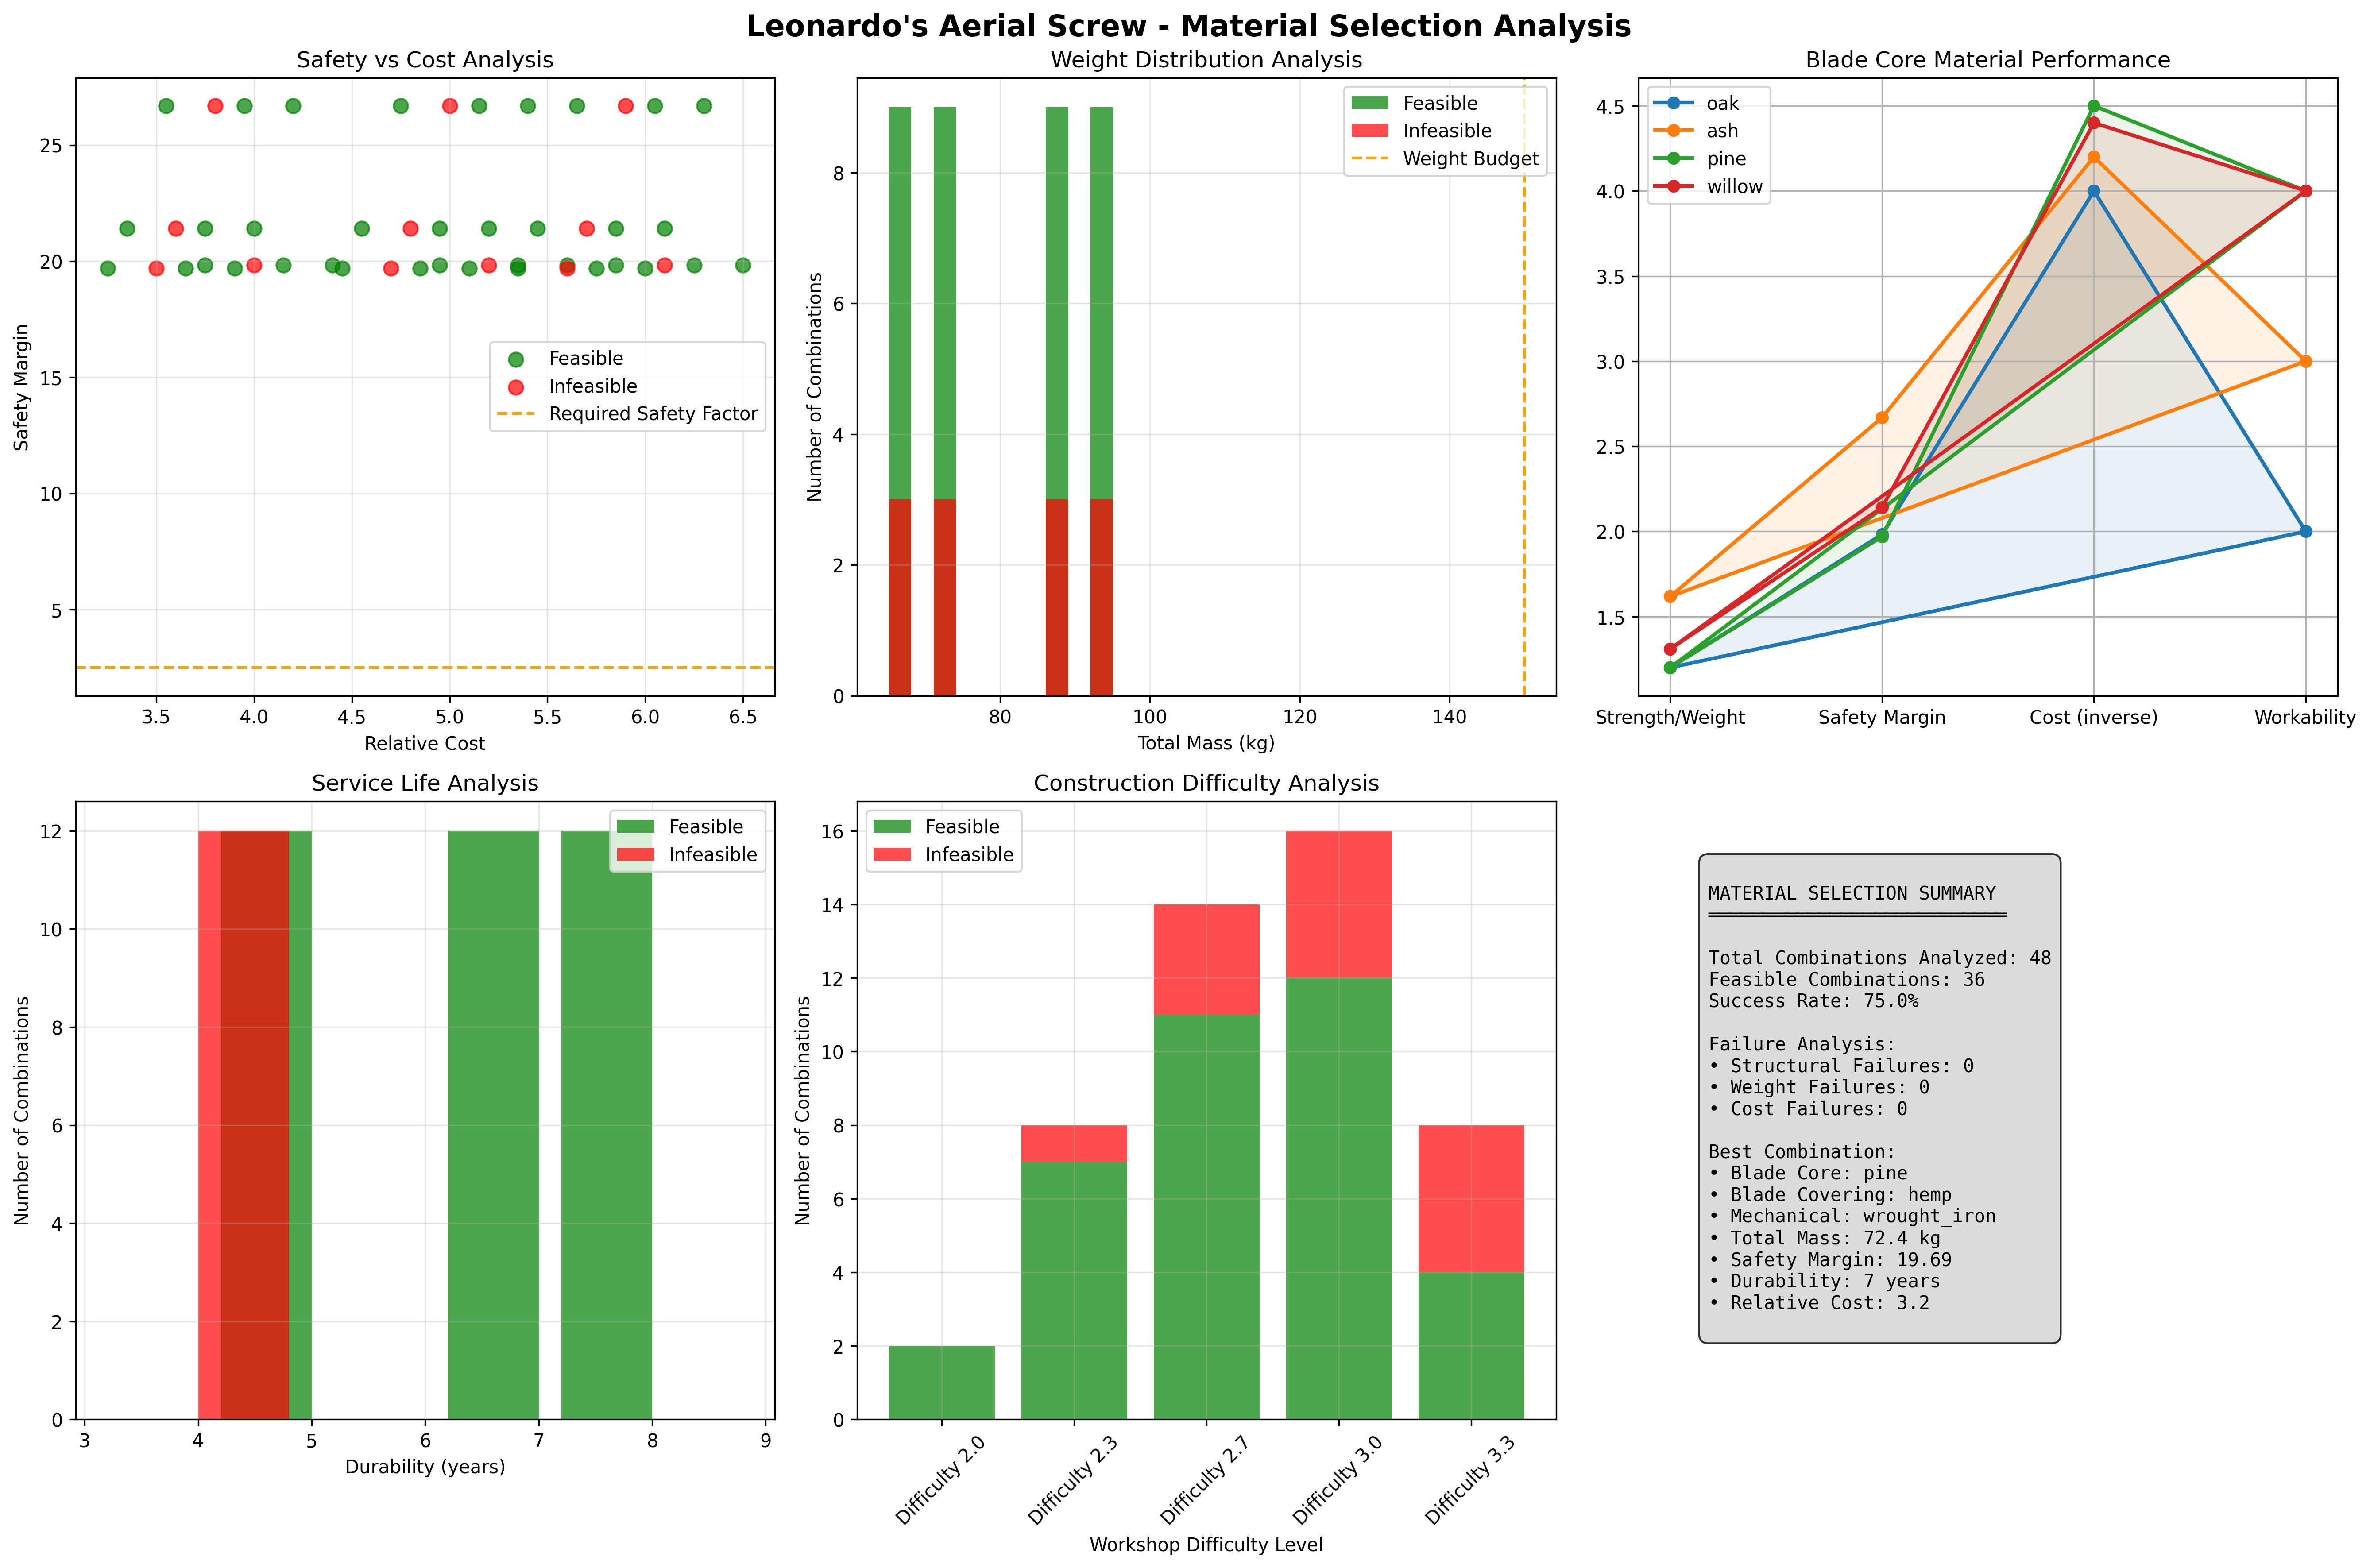 Leonardo's Aerial Screw - Material Selection Analysis
Safety vs Cost Analysis
Safety Margin
25
20
15
10
5
Feasible
Infeasible
Required Safety Factor
3.5 4.0 4.5 5.0 5.5 6.0 6.5
Relative Cost
Weight Distribution Analysis
Number of Combinations
8
6
4
2
0
Feasible
Infeasible
Weight Budget
80 100 120 140
Total Mass (kg)
Blade Core Material Performance
4.5
4.0
3.5
3.0
2.5
2.0
1.5
oak
ash
pine
willow
Strength/Weight Safety Margin Cost (inverse) Workability
Service Life Analysis
Number of Combinations
12
10
8
6
4
2
0
Feasible
Infeasible
3 4 5 6 7 8 9
Durability (years)
Construction Difficulty Analysis
Number of Combinations
16
14
12
10
8
6
4
2
0
Feasible
Infeasible
Difficulty 2.0
Difficulty 2.3
Difficulty 2.7
Difficulty 3.0
Difficulty 3.3
Workshop Difficulty Level
MATERIAL SELECTION SUMMARY
Total Combinations Analyzed: 48
Feasible Combinations: 36
Success Rate: 75.0%
Failure Analysis:
• Structural Failures: 0
• Weight Failures: 0
• Cost Failures: 0
Best Combination:
• Blade Core: pine
• Blade Covering: hemp
• Mechanical: wrought_iron
• Total Mass: 72.4 kg
• Safety Margin: 19.69
• Durability: 7 years
• Relative Cost: 3.2